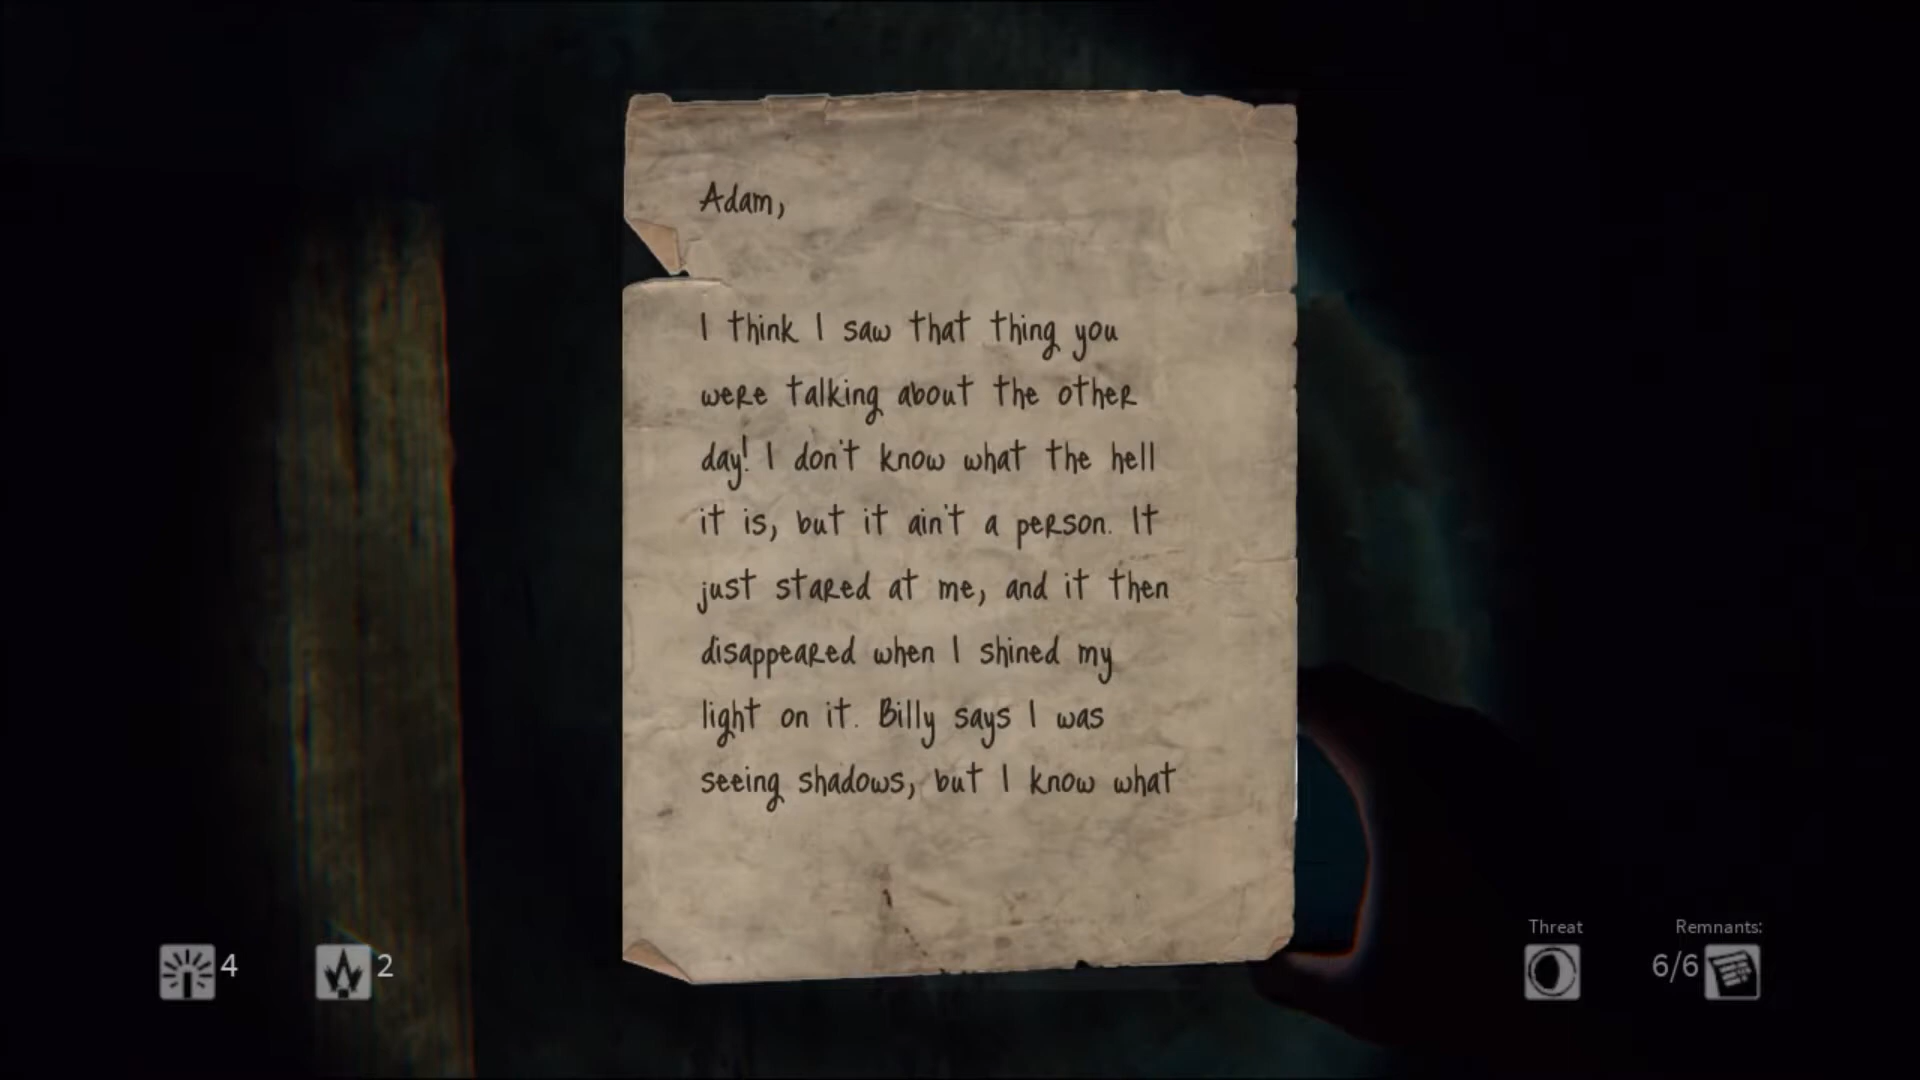 Adam,
I think I saw that thing you
were talking about the other
day! I don't know what the hell
it is, but it ain't a person. It
just stared at me, and it then
disappeared when I shined my
light on it. Billy says I was
seeing shadows, but I know what
4
2
Threat
Remnants:
6/6